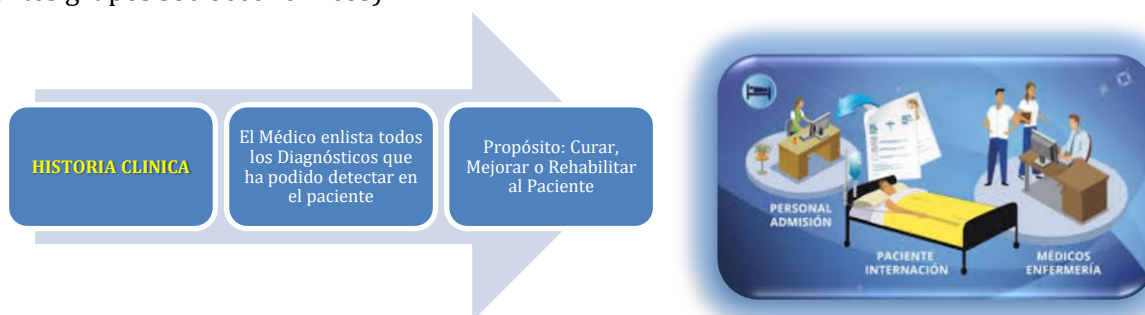 HISTORIA CLINICA
El Médico enlista todos
los Diagnósticos que
ha podido detectar en
el paciente
Propósito: Curar,
Mejorar o Rehabilitar
al Paciente
PERSONAL
ADMISIÓN
PACIENTE
INTERNACIÓN
MÉDICOS
ENFERMERÍA